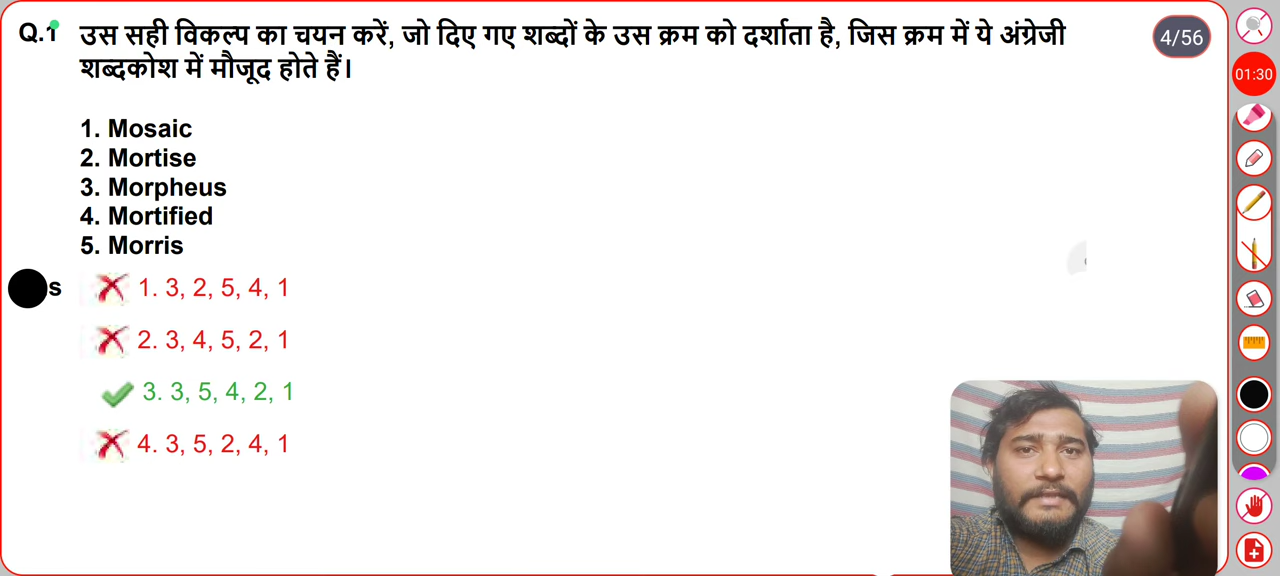 Q.1 उस सही विकल्प का चयन करें, जो दिए गए शब्दों के उस क्रम को दर्शाता है, जिस क्रम में ये अंग्रेजी
शब्दकोश में मौजूद होते हैं।
4/56
01:30
1. Mosaic
2. Mortise
3. Morpheus
4. Mortified
5. Morris
s
1. 3, 2, 5, 4, 1
2. 3, 4, 5, 2, 1
3. 3, 5, 4, 2, 1
4. 3, 5, 2, 4, 1